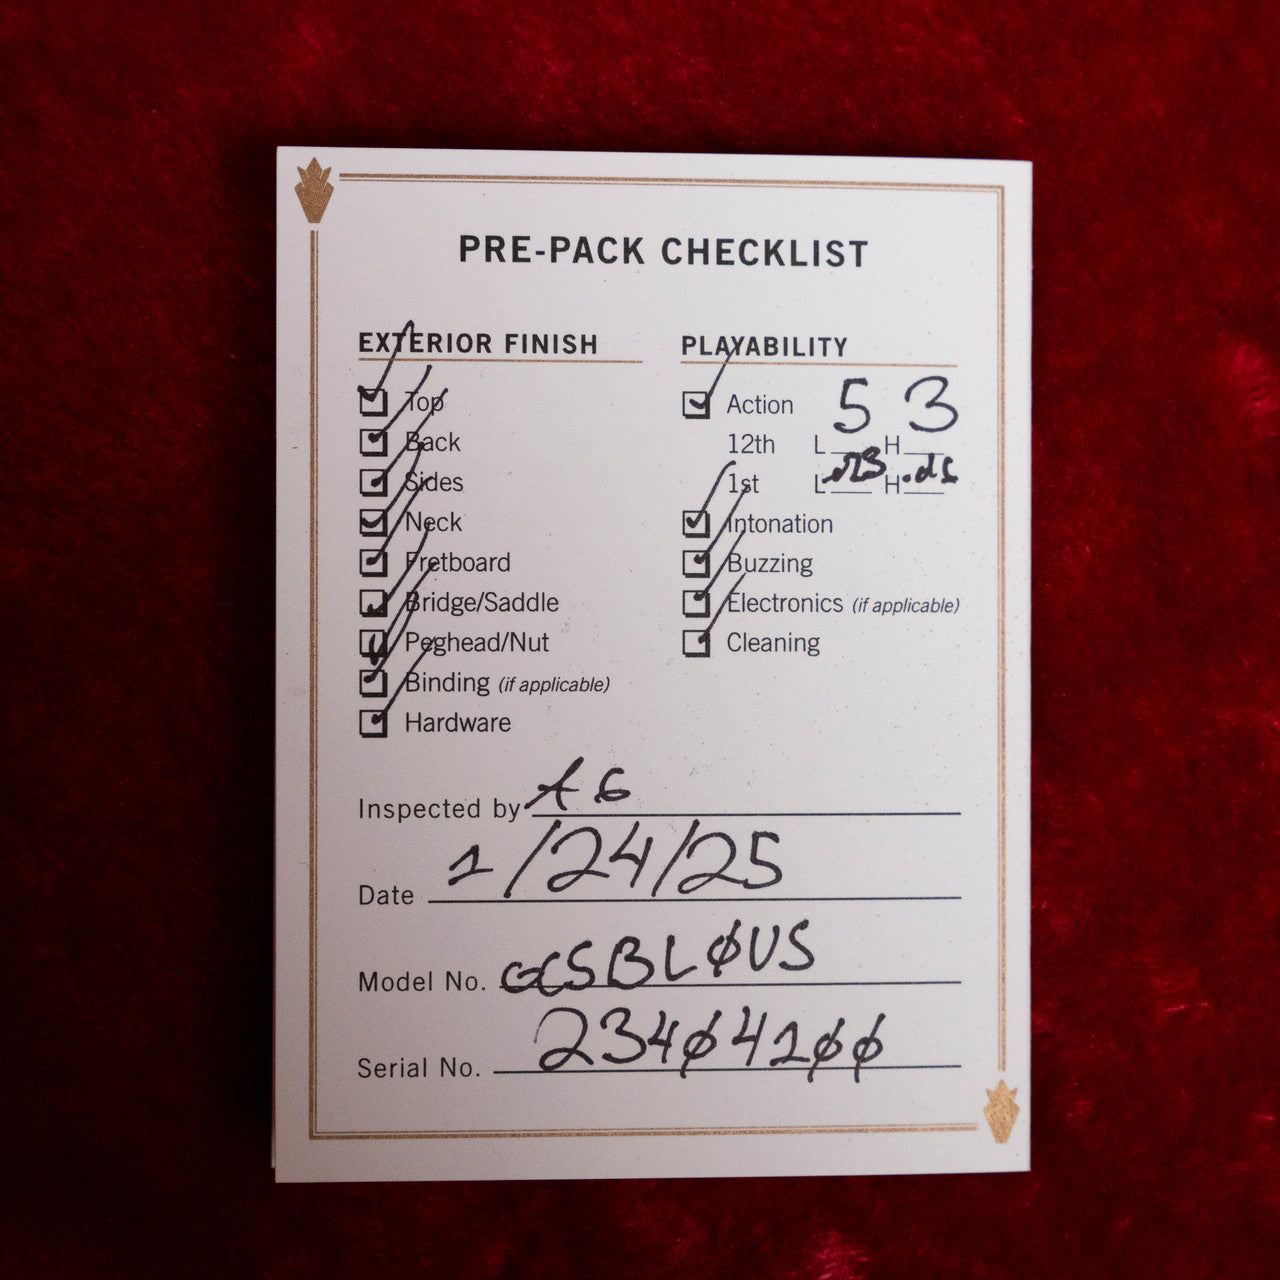 PRE-PACK CHECKLIST
EXTERIOR FINISH
Top
Back
Sides
Neck
Fretboard
Bridge/Saddle
Peghead/Nut
Binding (if applicable)
Hardware
PLAYABILITY
Action 5 3
12th L H
1st L H
Intonation
Buzzing
Electronics (if applicable)
Cleaning
Inspected by AG
Date 1/24/25
Model No. GCSBLØUS
Serial No. 234Ø41ØØ